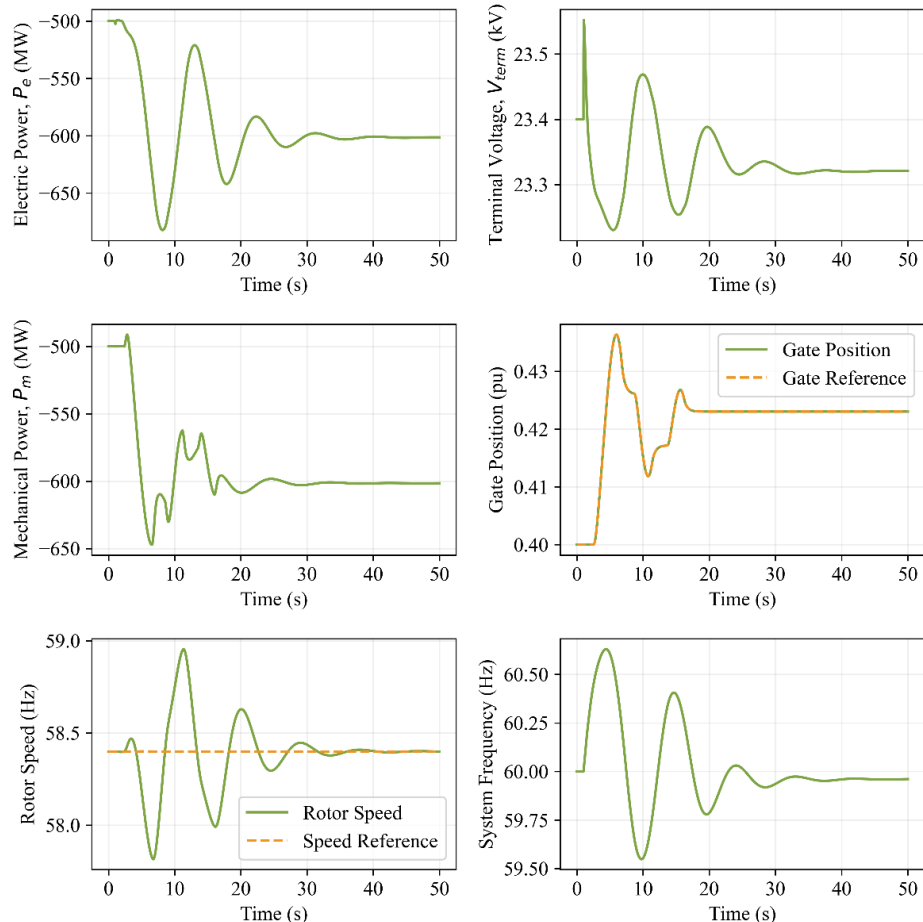 Electric Power, P_e (MW)
−500
−550
−600
−650
0 10 20 30 40 50
Time (s)
Terminal Voltage, V_term (kV)
23.5
23.4
23.3
0 10 20 30 40 50
Time (s)
Mechanical Power, P_m (MW)
−500
−550
−600
−650
0 10 20 30 40 50
Time (s)
Gate Position (pu)
0.43
0.42
0.41
0.40
Gate Position
Gate Reference
0 10 20 30 40 50
Time (s)
Rotor Speed (Hz)
59.0
58.5
58.0
Rotor Speed
Speed Reference
0 10 20 30 40 50
Time (s)
System Frequency (Hz)
60.50
60.25
60.00
59.75
59.50
0 10 20 30 40 50
Time (s)